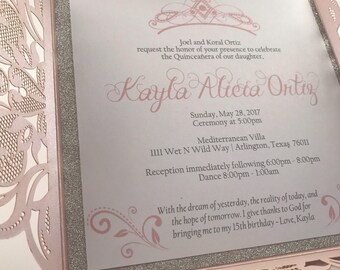 Joel and Koral Ortiz
request the honor of your presence to celebrate
the Quinceañera of our daughter,
Kayla Alicia Ortiz
Sunday, May 28, 2017
Ceremony at 5:00pm
Mediterranean Villa
1111 Wet N Wild Way | Arlington, Texas 76011
Reception immediately following 6:00pm - 8:00pm
Dance 8:00pm - 1:00am
With the dream of yesterday, the reality of today, and
the hope of tomorrow. I give thanks to God for
bringing me to my 15th birthday - Love, Kayla